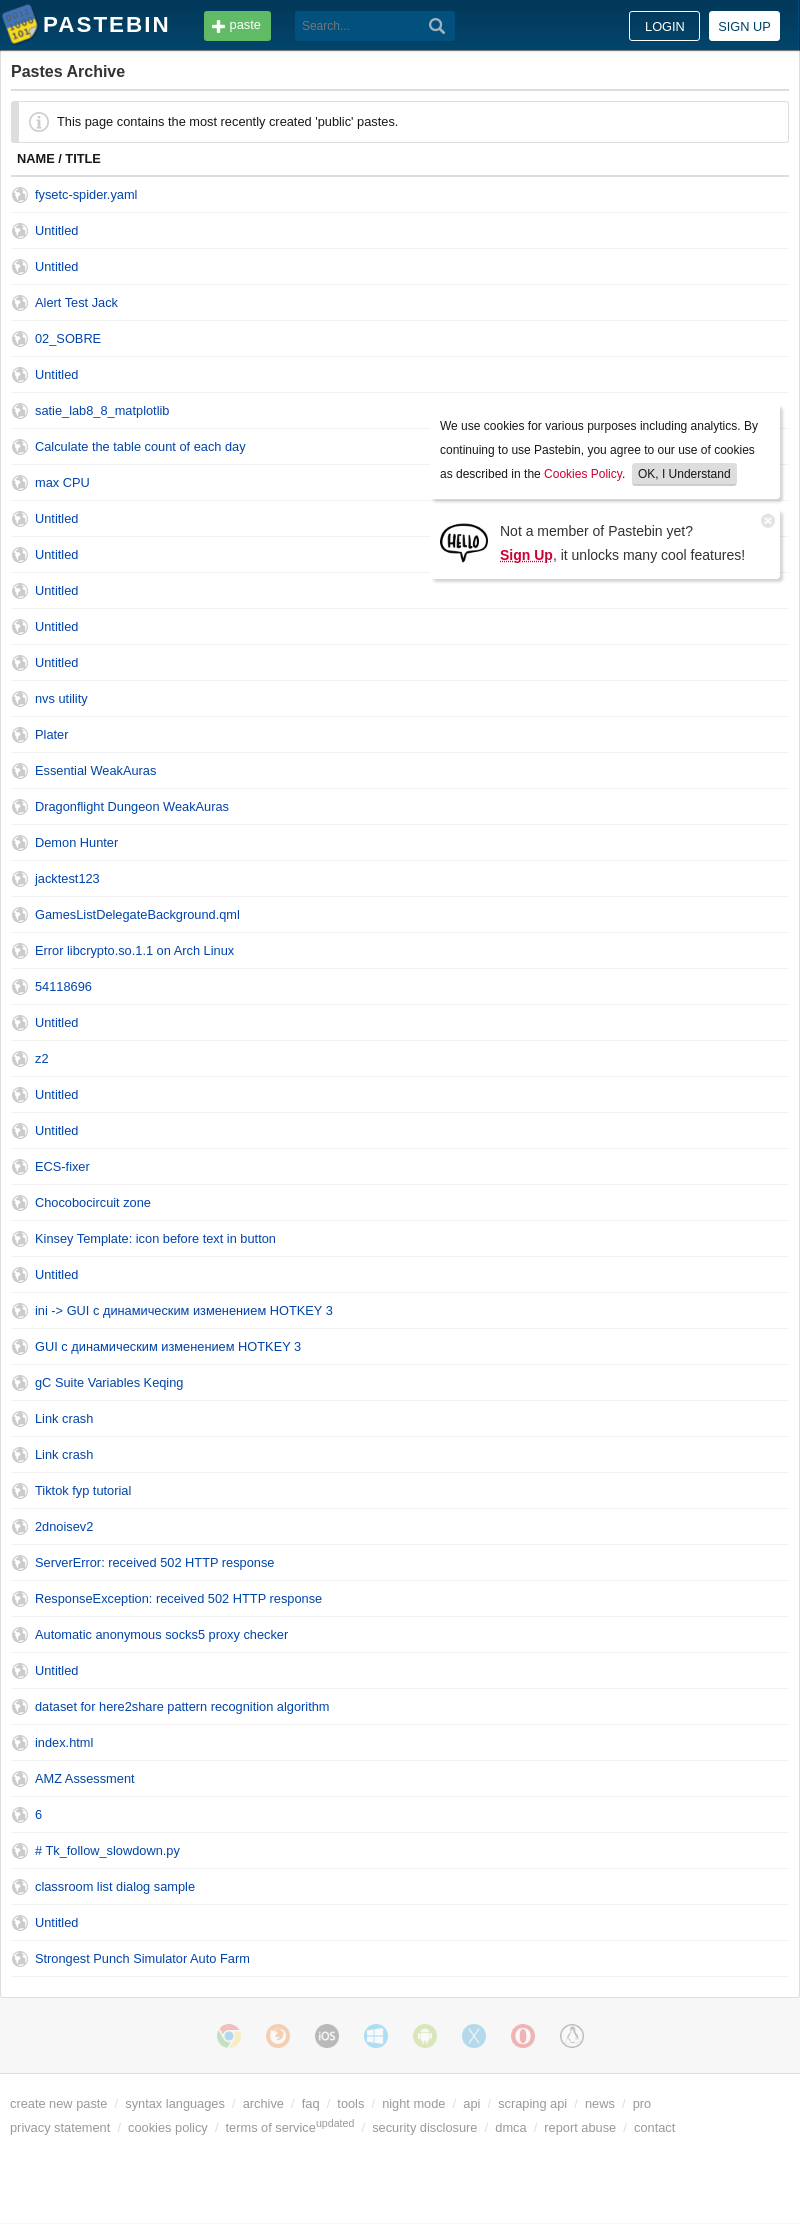 PASTEBIN
paste
Search...
LOGIN
SIGN UP
Pastes Archive
This page contains the most recently created 'public' pastes.
NAME / TITLE
fysetc-spider.yaml
Untitled
Untitled
Alert Test Jack
02_SOBRE
Untitled
satie_lab8_8_matplotlib
Calculate the table count of each day
max CPU
Untitled
Untitled
Untitled
Untitled
Untitled
nvs utility
Plater
Essential WeakAuras
Dragonflight Dungeon WeakAuras
Demon Hunter
jacktest123
GamesListDelegateBackground.qml
Error libcrypto.so.1.1 on Arch Linux
54118696
Untitled
z2
Untitled
Untitled
ECS-fixer
Chocobocircuit zone
Kinsey Template: icon before text in button
Untitled
ini -> GUI с динамическим изменением HOTKEY 3
GUI с динамическим изменением HOTKEY 3
gC Suite Variables Keqing
Link crash
Link crash
Tiktok fyp tutorial
2dnoisev2
ServerError: received 502 HTTP response
ResponseException: received 502 HTTP response
Automatic anonymous socks5 proxy checker
Untitled
dataset for here2share pattern recognition algorithm
index.html
AMZ Assessment
6
# Tk_follow_slowdown.py
classroom list dialog sample
Untitled
Strongest Punch Simulator Auto Farm
We use cookies for various purposes including analytics. By
continuing to use Pastebin, you agree to our use of cookies
as described in the Cookies Policy. OK, I Understand
HELLO
Not a member of Pastebin yet?
Sign Up, it unlocks many cool features!
iOS
create new paste / syntax languages / archive / faq / tools / night mode / api / scraping api / news / pro
privacy statement / cookies policy / terms of serviceupdated / security disclosure / dmca / report abuse / contact